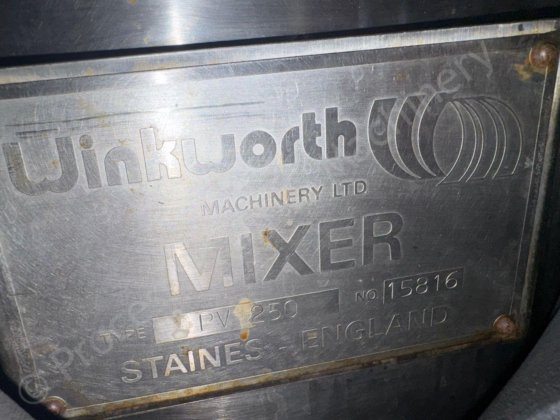 Winkworth
MACHINERY LTD
MIXER
TYPE PV 250 NO. 15816
STAINES - ENGLAND